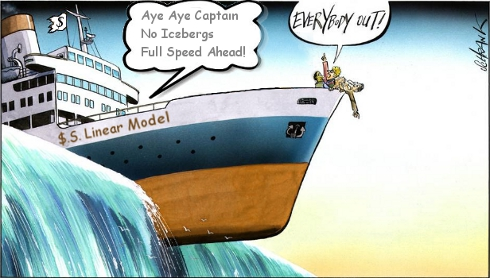 Aye Aye Captain
No Icebergs
Full Speed Ahead!
EVERYBODY OUT!
$
$.S. Linear Model